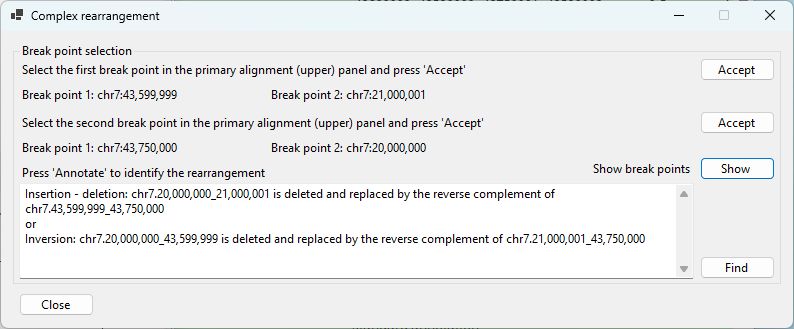 Complex rearrangement
Break point selection
Select the first break point in the primary alignment (upper) panel and press 'Accept'
Accept
Break point 1: chr7:43,599,999
Break point 2: chr7:21,000,001
Select the second break point in the primary alignment (upper) panel and press 'Accept'
Accept
Break point 1: chr7:43,750,000
Break point 2: chr7:20,000,000
Press 'Annotate' to identify the rearrangement
Show break points
Show
Insertion - deletion: chr7.20,000,000_21,000,001 is deleted and replaced by the reverse complement of
chr7.43,599,999_43,750,000
or
Inversion: chr7.20,000,000_43,599,999 is deleted and replaced by the reverse complement of chr7.21,000,001_43,750,000
Find
Close